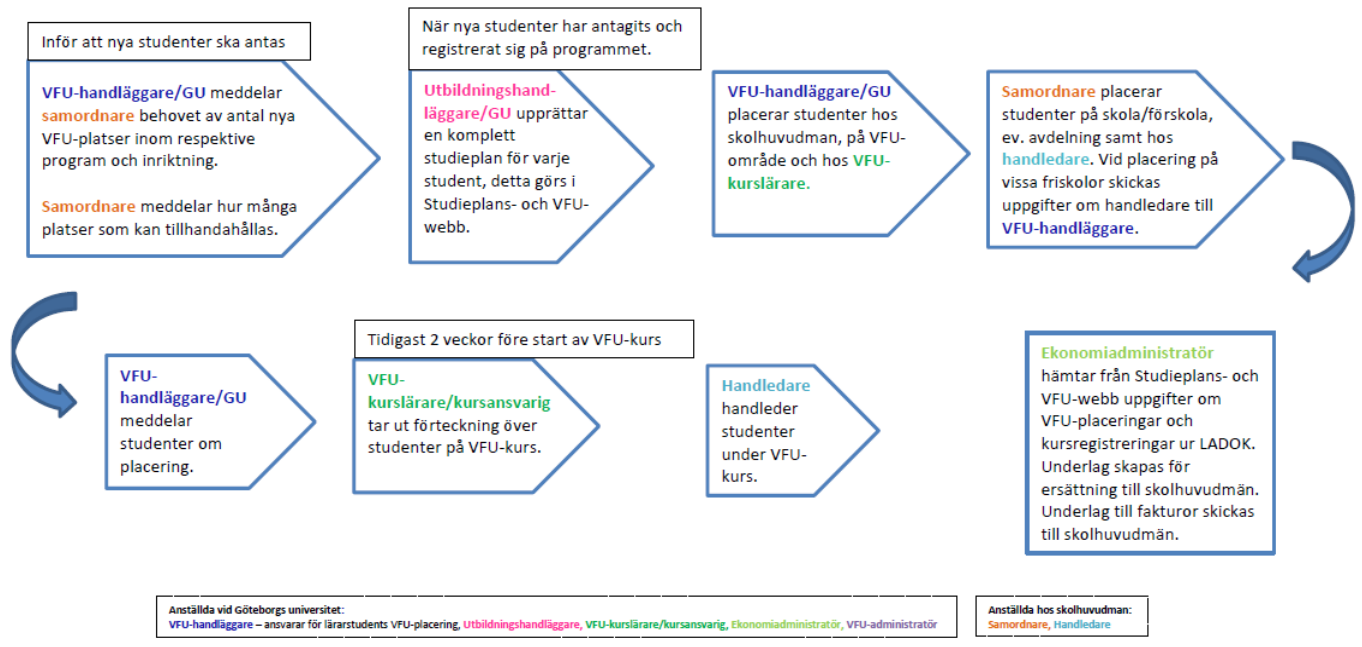 Inför att nya studenter ska antas
VFU-handläggare/GU meddelar
samordnare behovet av antal nya
VFU-platser inom respektive
program och inriktning.
Samordnare meddelar hur många
platser som kan tillhandahållas.
När nya studenter har antagits och
registrerat sig på programmet.
Utbildningshand-
läggare/GU upprättar
en komplett
studieplan för varje
student, detta görs i
Studieplans- och VFU-
webb.
VFU-handläggare/GU
placerar studenter hos
skolhuvudman, på VFU-
område och hos VFU-
kurslärare.
Samordnare placerar
studenter på skola/förskola,
ev. avdelning samt hos
handledare. Vid placering på
vissa friskolor skickas
uppgifter om handledare till
VFU-handläggare.
VFU-
handläggare/GU
meddelar
studenter om
placering.
Tidigast 2 veckor före start av VFU-kurs
VFU-
kurslärare/kursansvarig
tar ut förteckning över
studenter på VFU-kurs.
Handledare
handleder
studenter
under VFU-
kurs.
Ekonomiadministratör
hämtar från Studieplans- och
VFU-webb uppgifter om
VFU-placeringar och
kursregistreringar ur LADOK.
Underlag skapas för
ersättning till skolhuvudmän.
Underlag till fakturor skickas
till skolhuvudmän.
Anställda vid Göteborgs universitet:
VFU-handläggare – ansvarar för lärarstudents VFU-placering, Utbildningshandläggare, VFU-kurslärare/kursansvarig, Ekonomiadministratör, VFU-administratör
Anställda hos skolhuvudman:
Samordnare, Handledare